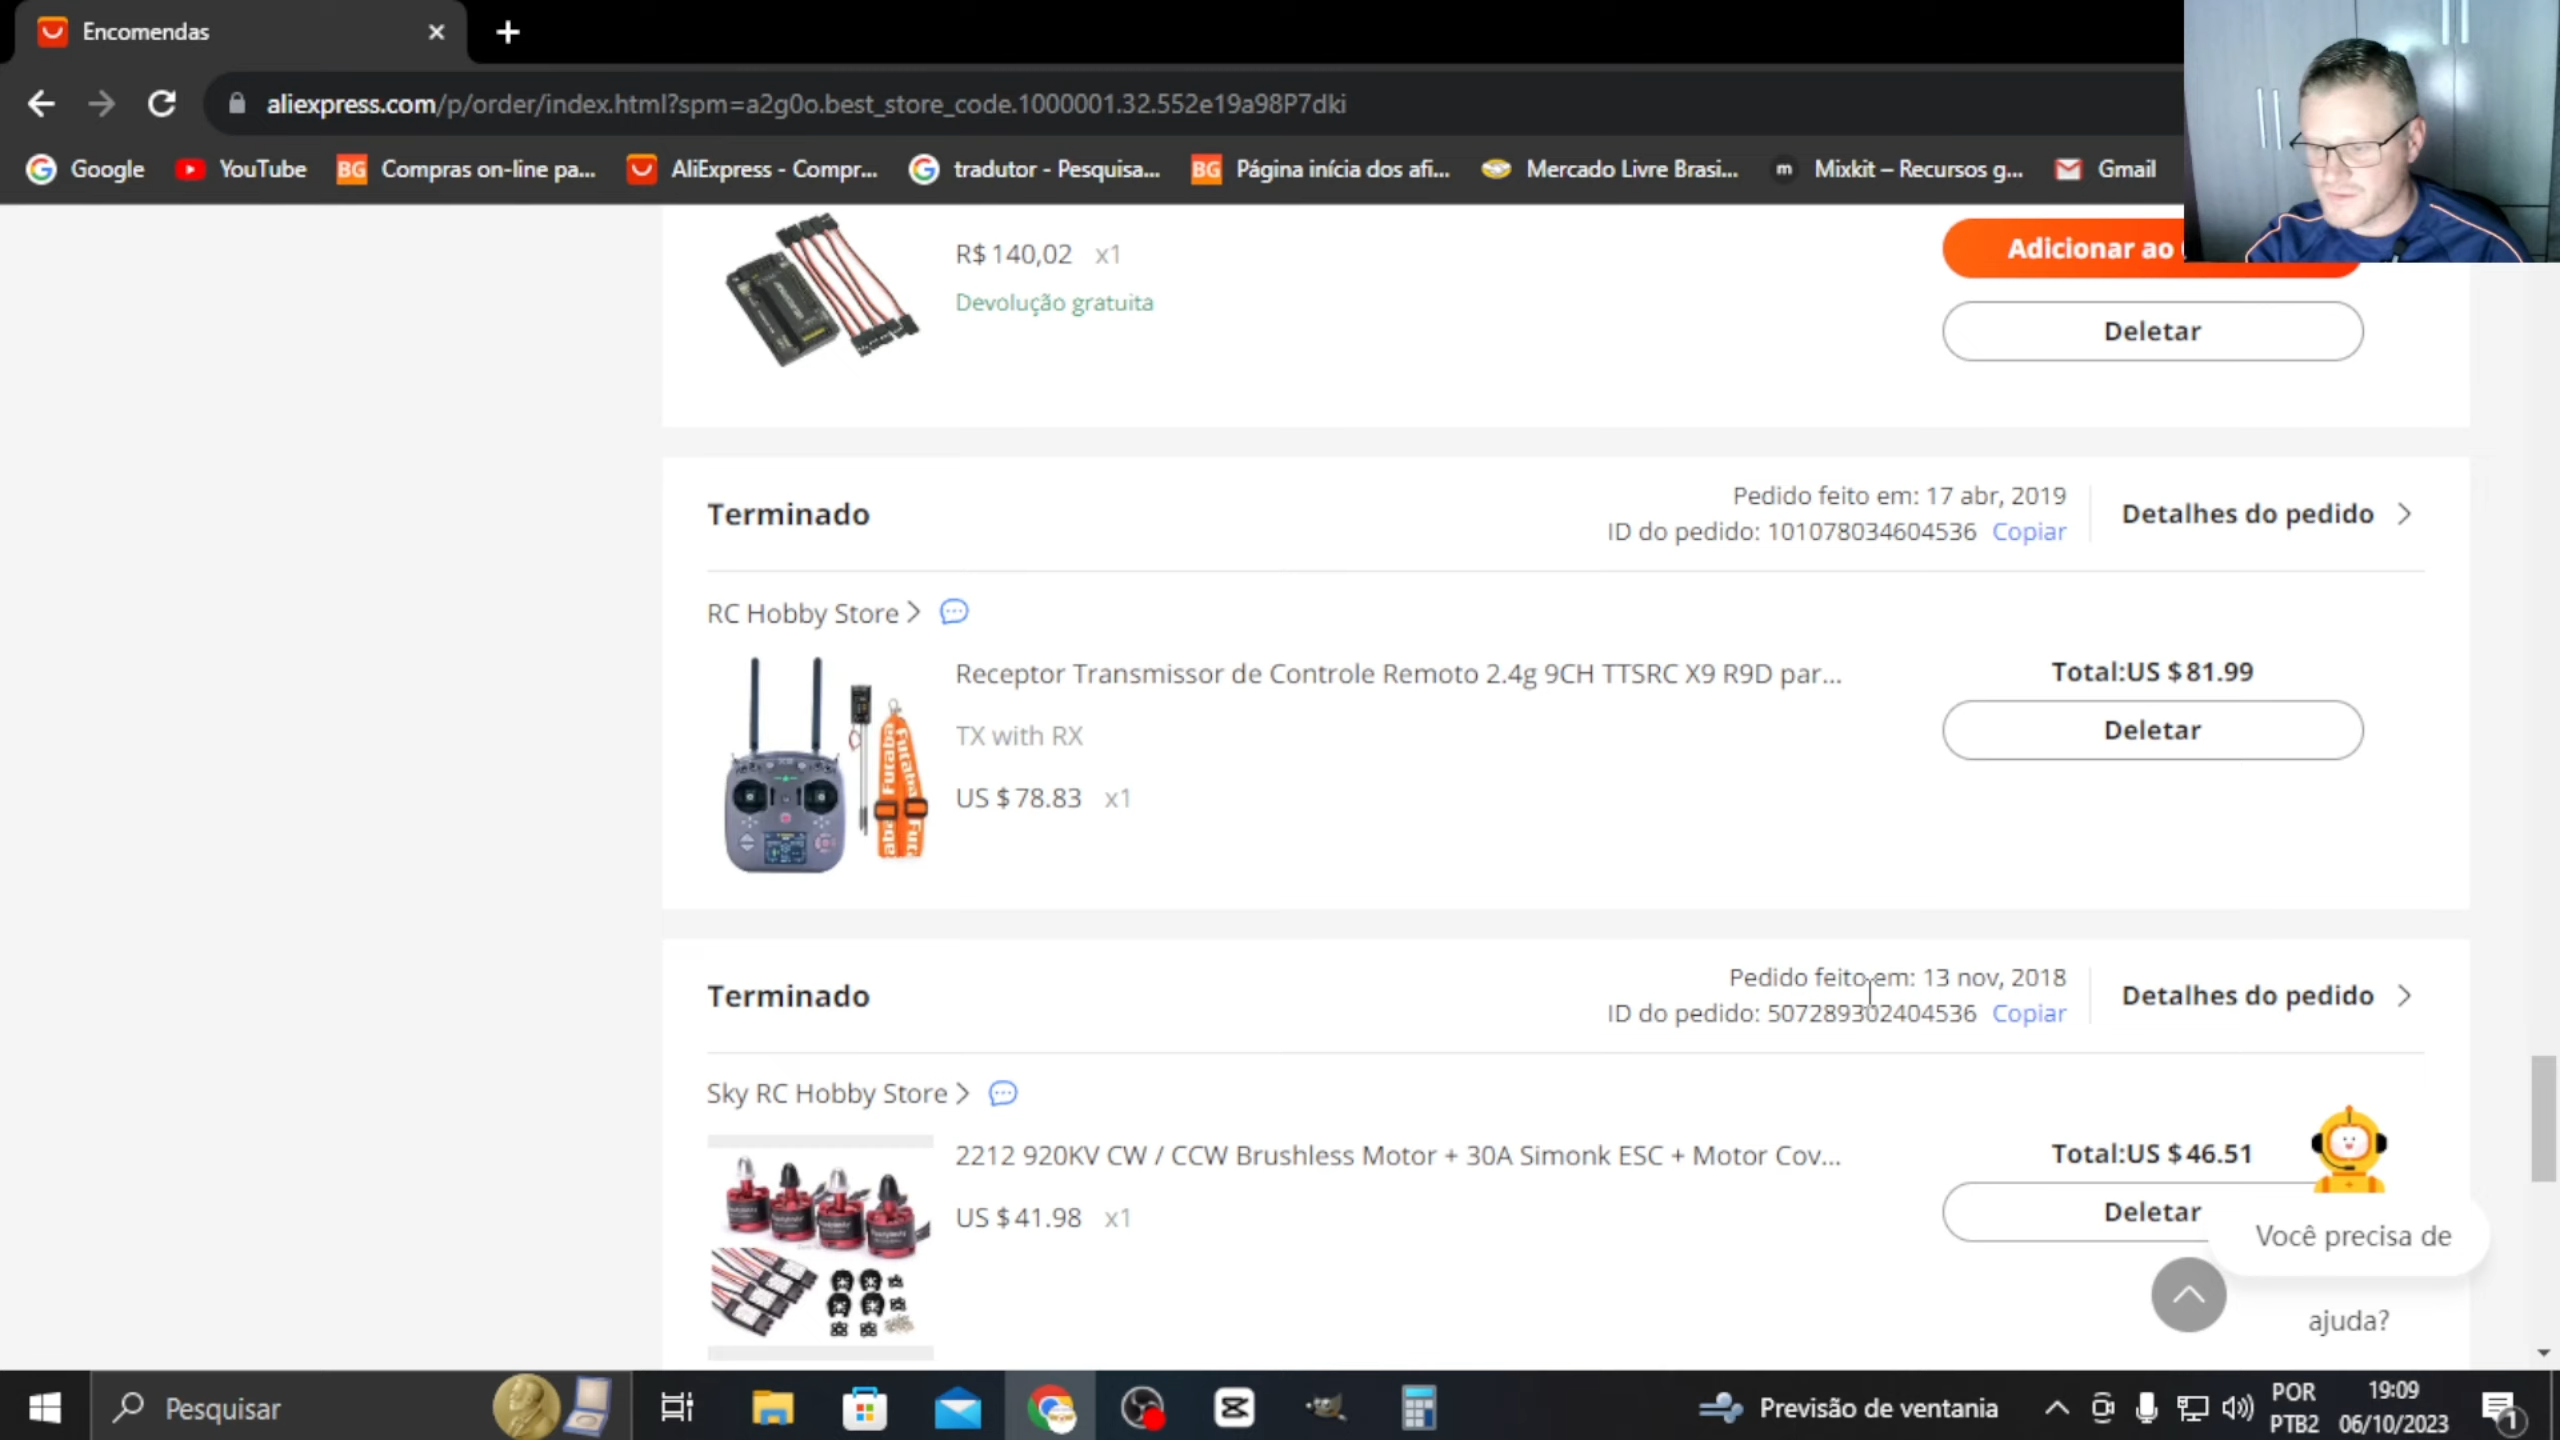 Encomendas
aliexpress.com/p/order/index.html?spm=a2g0o.best_store_code.1000001.32.552e19a98P7dki
Google
YouTube
BG
Compras on-line pa...
AliExpress - Compr...
tradutor - Pesquisa...
BG
Página início dos afi...
Mercado Livre Brasi...
m
Mixkit – Recursos g...
Gmail
R$ 140,02 x1
Devolução gratuita
Adicionar ao
Deletar
Terminado
Pedido feito em: 17 abr, 2019
ID do pedido: 101078034604536 Copiar
Detalhes do pedido
RC Hobby Store
Receptor Transmissor de Controle Remoto 2.4g 9CH TTSRC X9 R9D par...
TX with RX
US $78.83 x1
Total:US $81.99
Deletar
Futaba
Futaba
Terminado
Pedido feito em: 13 nov, 2018
ID do pedido: 507289302404536 Copiar
Detalhes do pedido
Sky RC Hobby Store
2212 920KV CW / CCW Brushless Motor + 30A Simonk ESC + Motor Cov...
US $41.98 x1
Total:US $46.51
Deletar
Você precisa de
ajuda?
Pesquisar
Previsão de ventania
POR
PTB2
19:09
06/10/2023
1